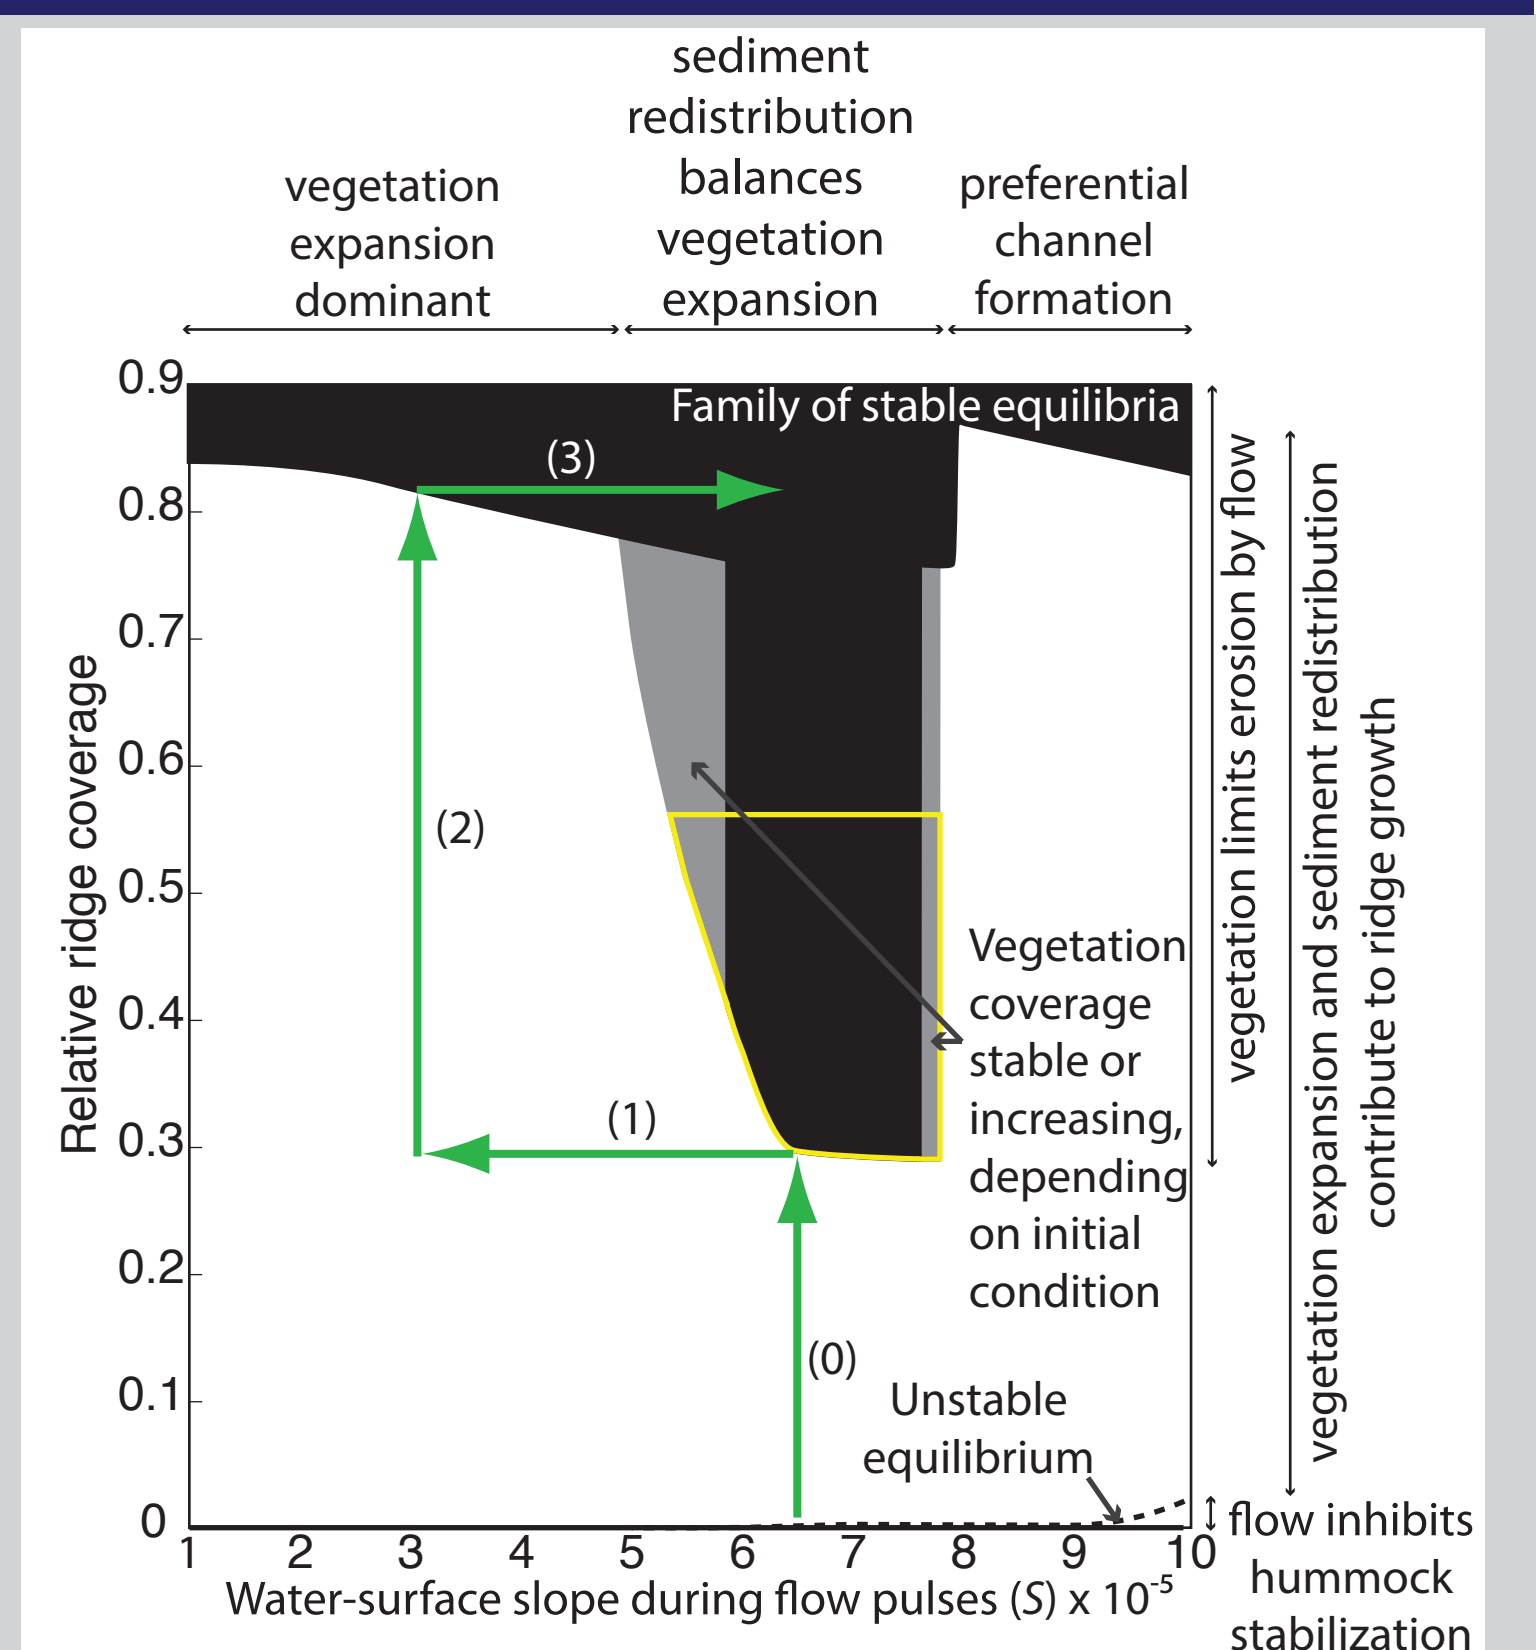 sediment
redistribution
balances
vegetation
expansion
vegetation
expansion
dominant
preferential
channel
formation
0.9
0.8
0.7
0.6
0.5
0.4
0.3
0.2
0.1
0
Relative ridge coverage
Family of stable equilibria
(3)
(2)
(1)
(0)
Vegetation
coverage
stable or
increasing,
depending
on initial
condition
Unstable
equilibrium
1 2 3 4 5 6 7 8 9 10
Water-surface slope during flow pulses (S) x 10-5
vegetation limits erosion by flow
vegetation expansion and sediment redistribution
contribute to ridge growth
flow inhibits
hummock
stabilization